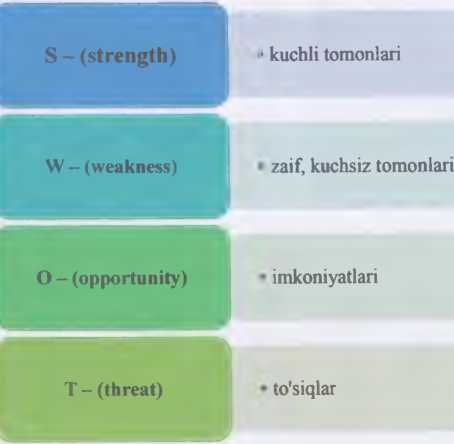 S – (strength)
• kuchli tomonlari
W – (weakness)
• zaif, kuchsiz tomonlari
O – (opportunity)
• imkoniyatlari
T – (threat)
• to'siqlar